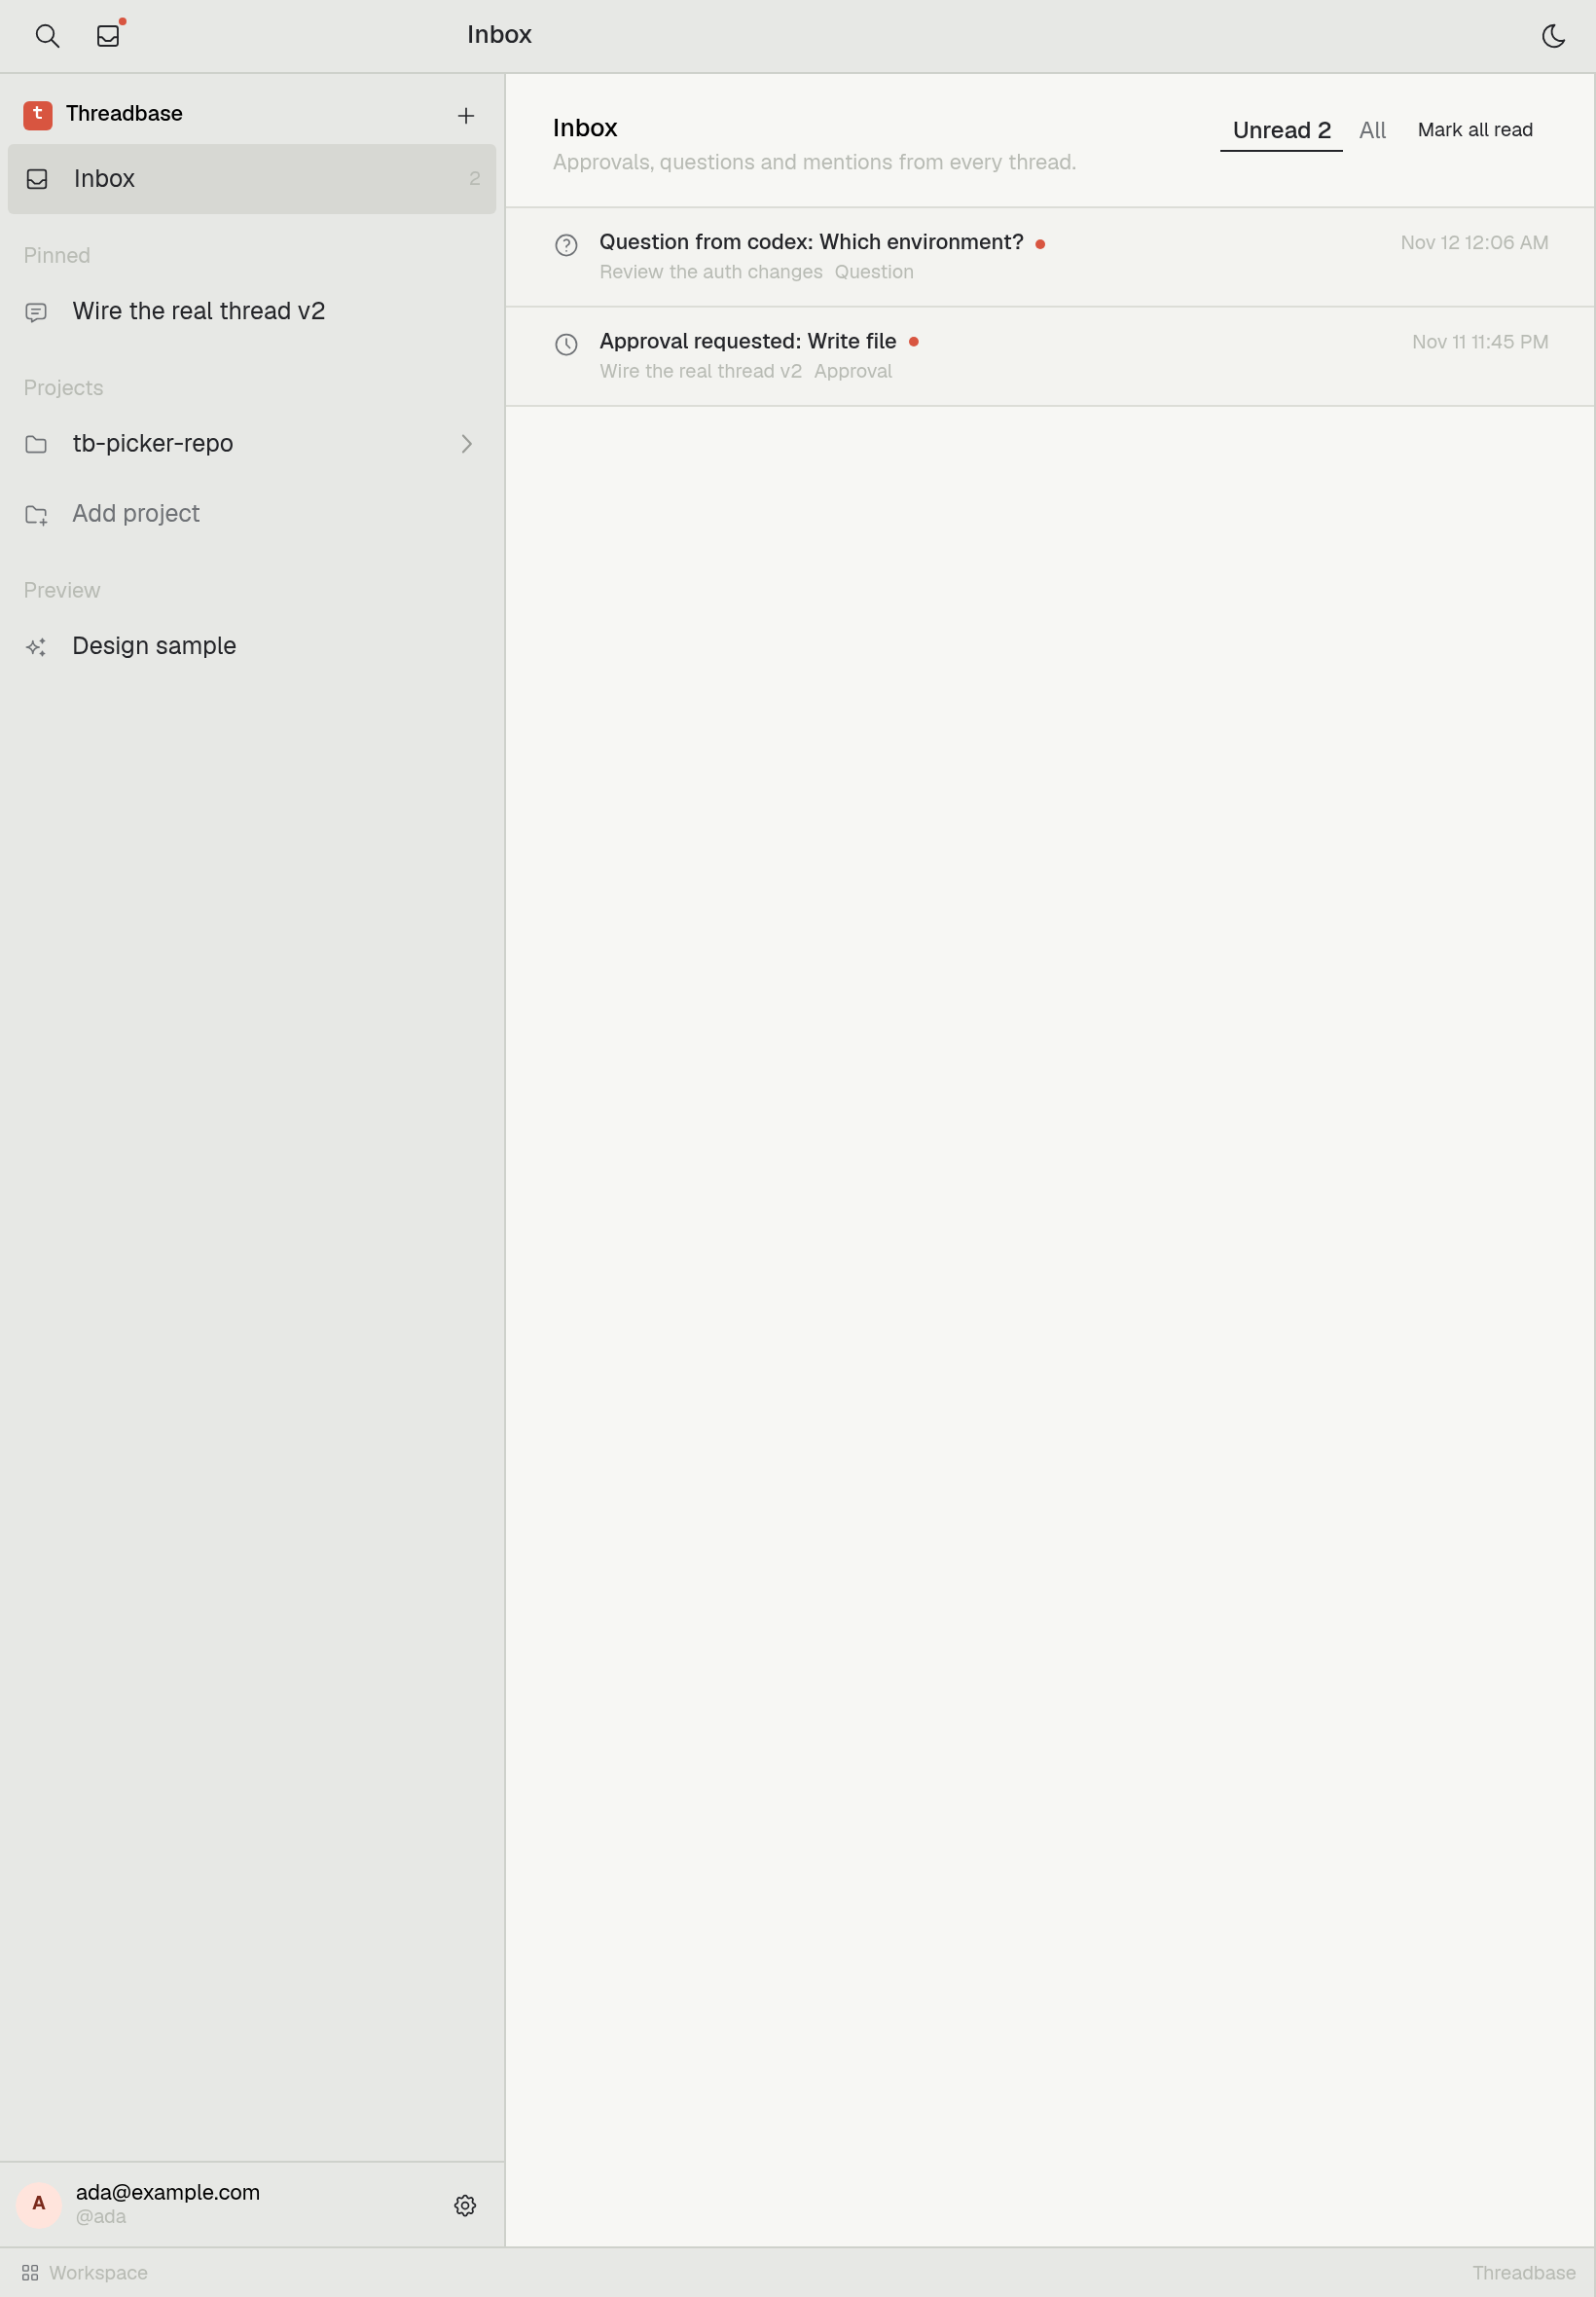 Inbox
t Threadbase
Inbox 2
Pinned
Wire the real thread v2
Projects
tb-picker-repo
Add project
Preview
Design sample
A ada@example.com
@ada
Inbox
Approvals, questions and mentions from every thread.
Unread 2 All Mark all read
Question from codex: Which environment? Nov 12 12:06 AM
Review the auth changes Question
Approval requested: Write file Nov 11 11:45 PM
Wire the real thread v2 Approval
Workspace Threadbase